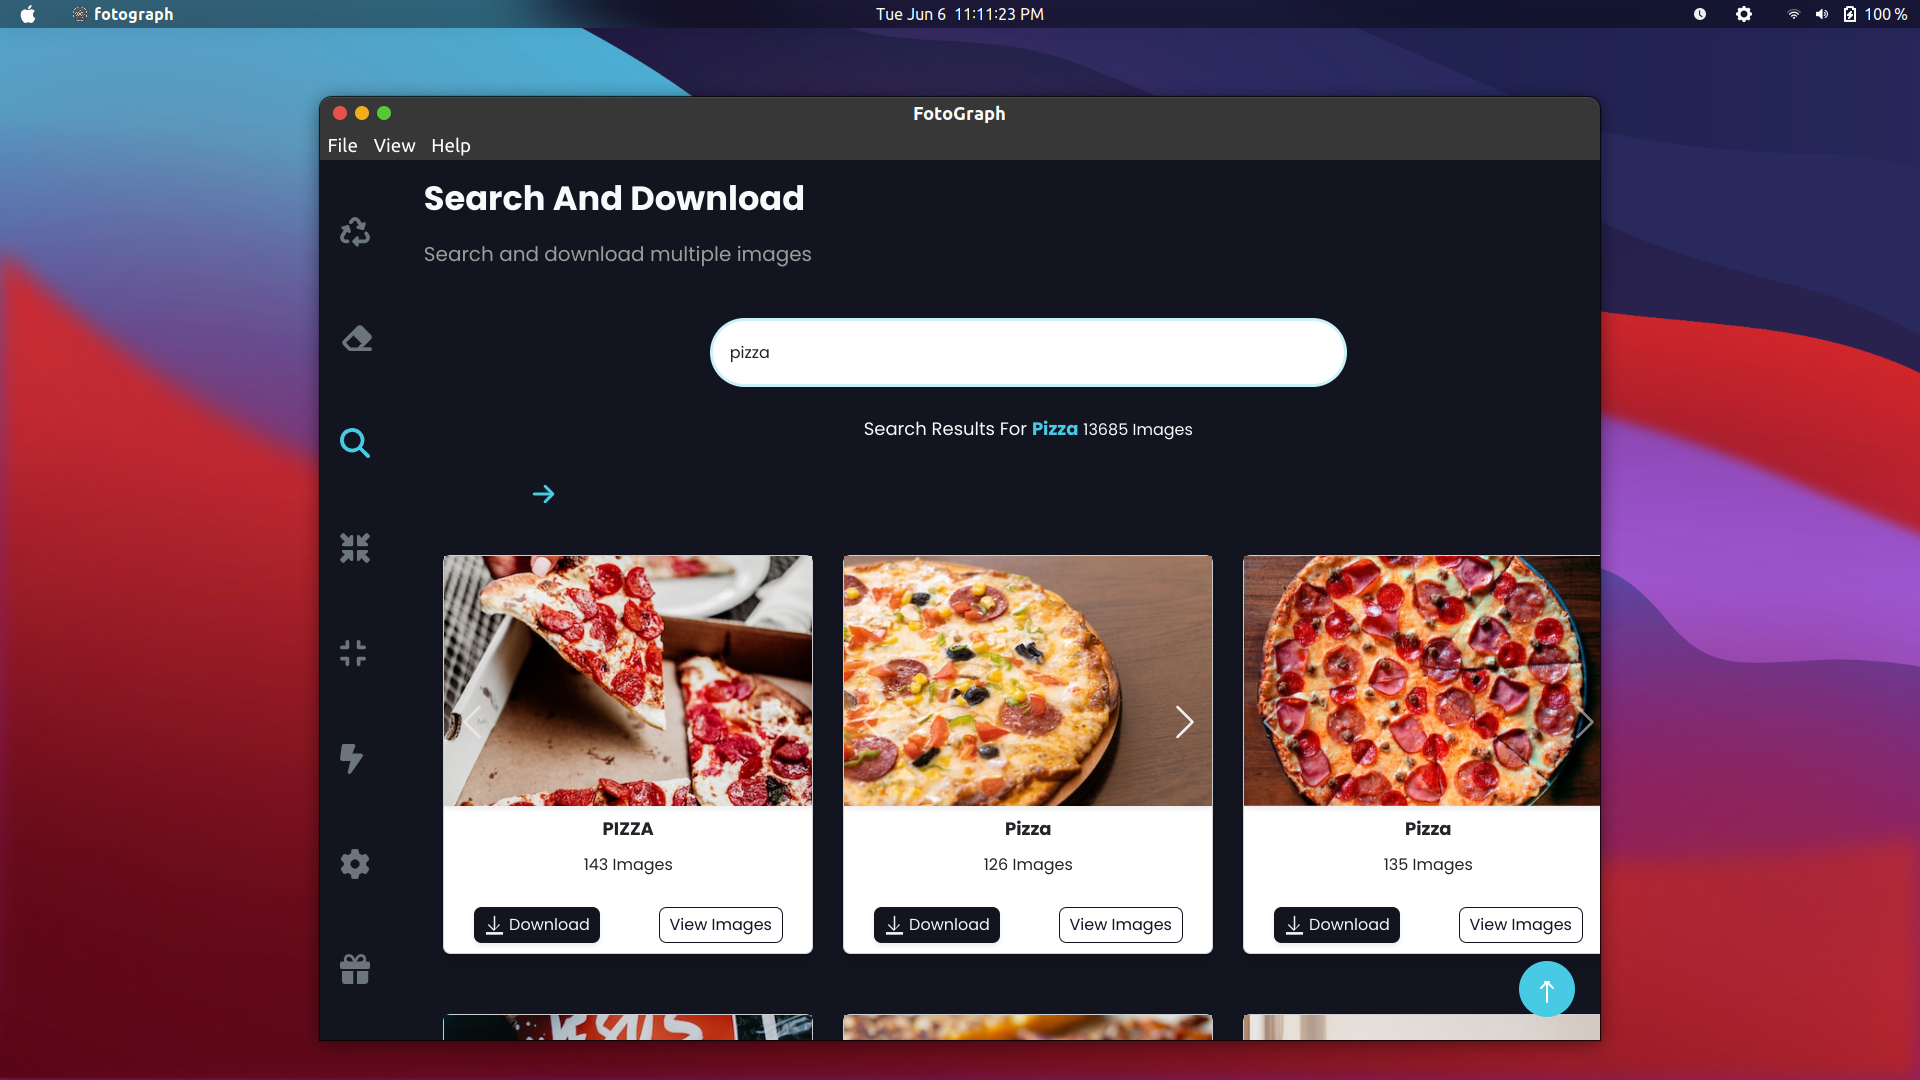 fotograph
Tue Jun 6 11:11:23 PM
100 %
FotoGraph
File View Help
Search And Download
Search and download multiple images
pizza
Search Results For Pizza 13685 Images
PIZZA
143 Images
Download View Images
Pizza
126 Images
Download View Images
Pizza
135 Images
Download View Images